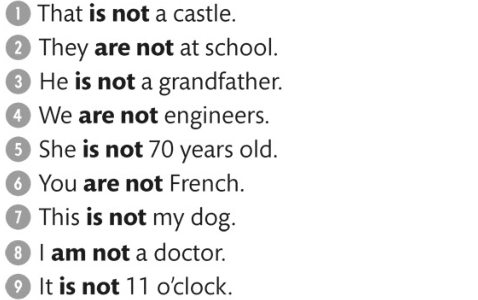 1 That is not a castle.
2 They are not at school.
3 He is not a grandfather.
4 We are not engineers.
5 She is not 70 years old.
6 You are not French.
7 This is not my dog.
8 I am not a doctor.
9 It is not 11 o’clock.